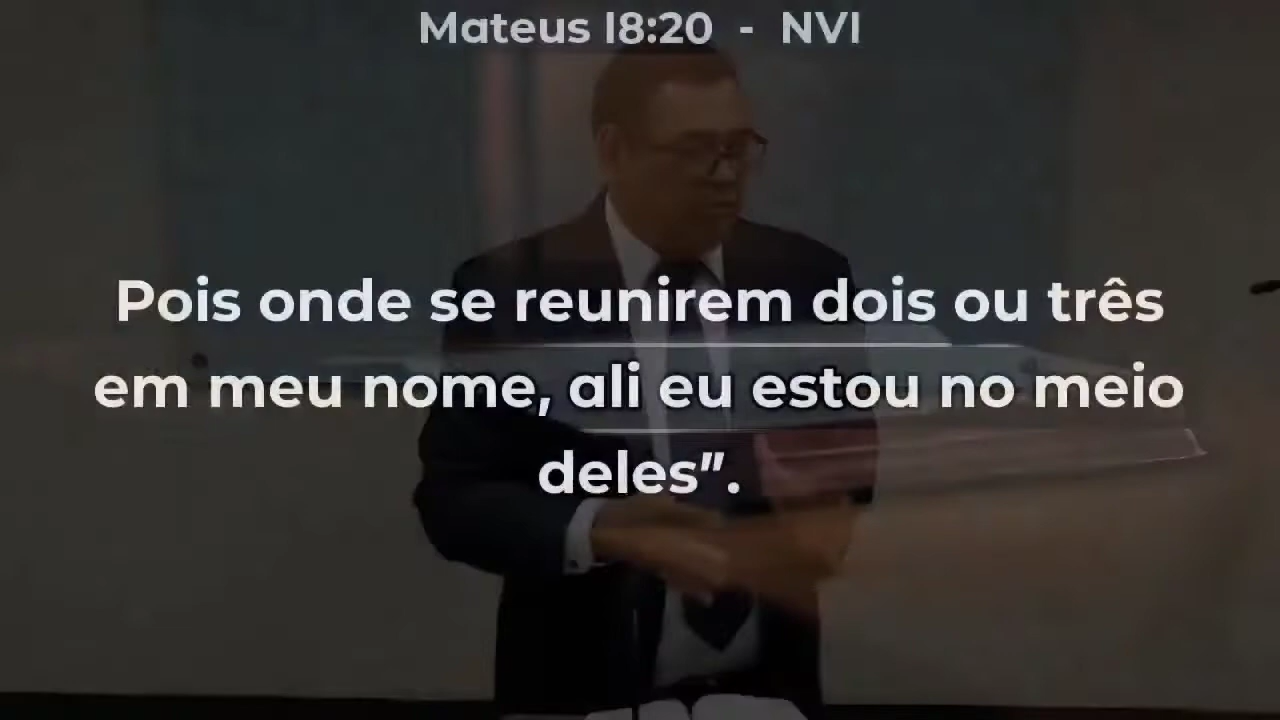 Mateus 18:20 - NVI
Pois onde se reunirem dois ou três
em meu nome, ali eu estou no meio
deles”.